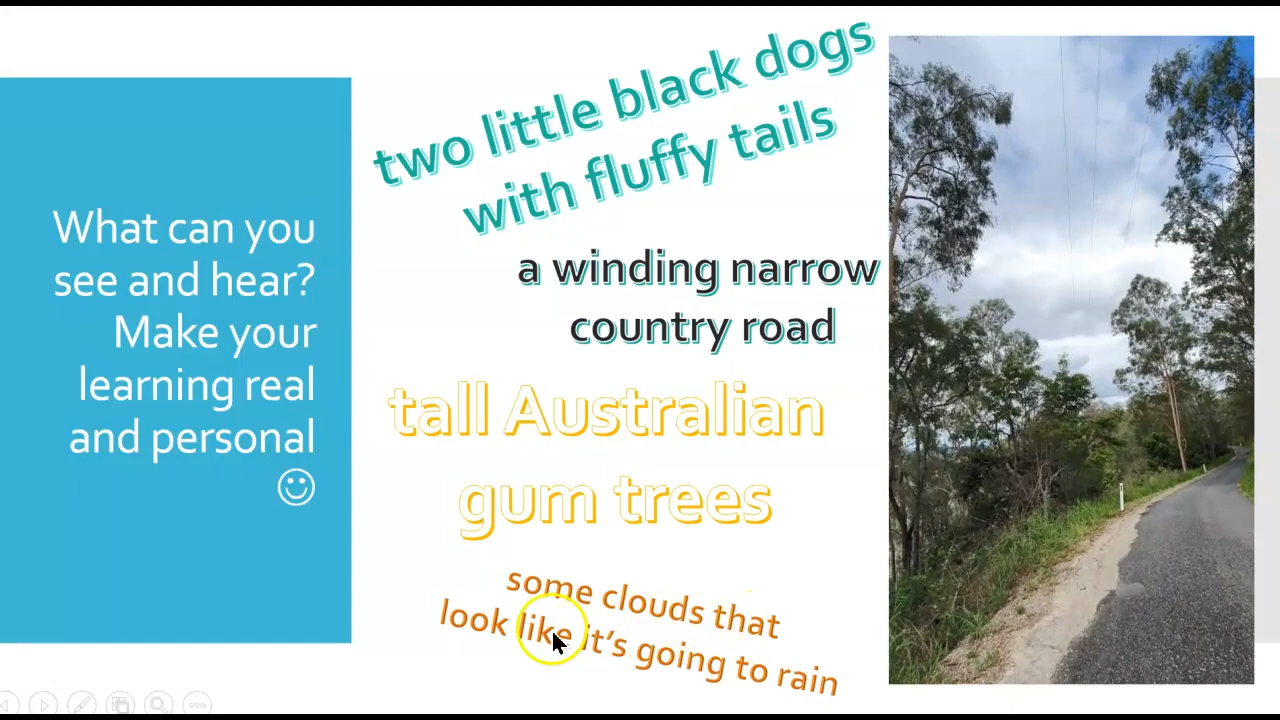 What can you
see and hear?
Make your
learning real
and personal
☺
two little black dogs
with fluffy tails
a winding narrow
country road
tall Australian
gum trees
some clouds that
look like it's going to rain